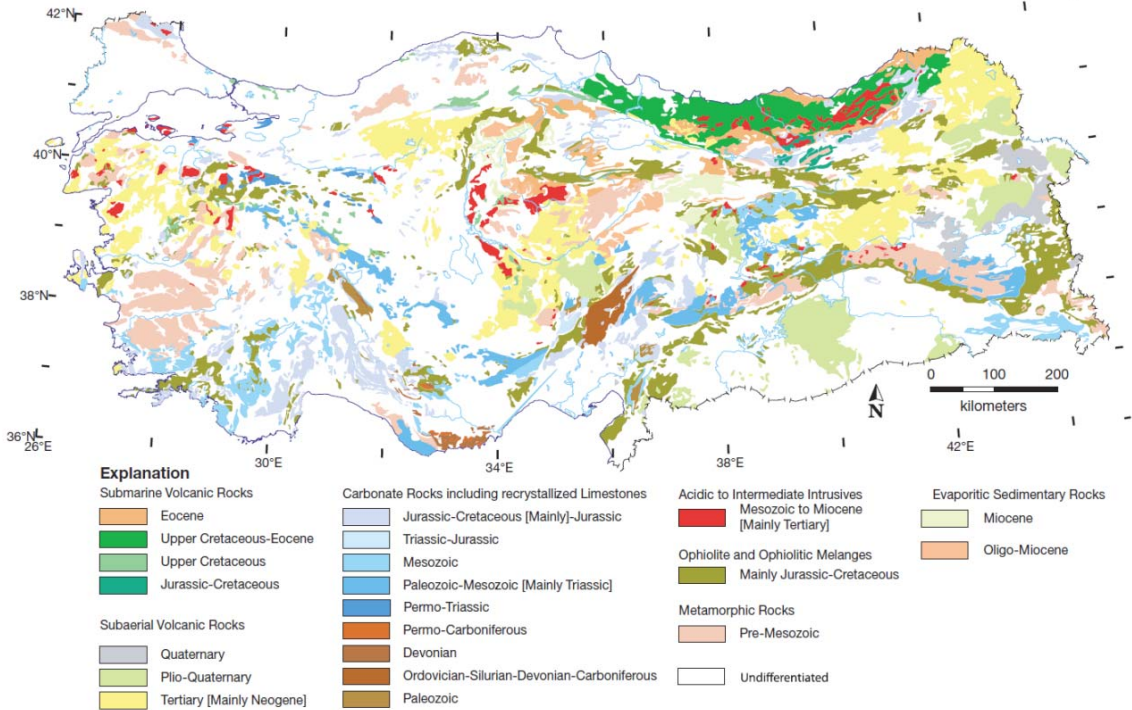 42°N
40°N
38°N
36°N
26°E
30°E
34°E
38°E
42°E
0 100 200
kilometers
N
Explanation
Submarine Volcanic Rocks
Eocene
Upper Cretaceous-Eocene
Upper Cretaceous
Jurassic-Cretaceous
Subaerial Volcanic Rocks
Quaternary
Plio-Quaternary
Tertiary [Mainly Neogene]
Carbonate Rocks including recrystallized Limestones
Jurassic-Cretaceous [Mainly]-Jurassic
Triassic-Jurassic
Mesozoic
Paleozoic-Mesozoic [Mainly Triassic]
Permo-Triassic
Permo-Carboniferous
Devonian
Ordovician-Silurian-Devonian-Carboniferous
Paleozoic
Acidic to Intermediate Intrusives
Mesozoic to Miocene
[Mainly Tertiary]
Ophiolite and Ophiolitic Melanges
Mainly Jurassic-Cretaceous
Metamorphic Rocks
Pre-Mesozoic
Undifferentiated
Evaporitic Sedimentary Rocks
Miocene
Oligo-Miocene